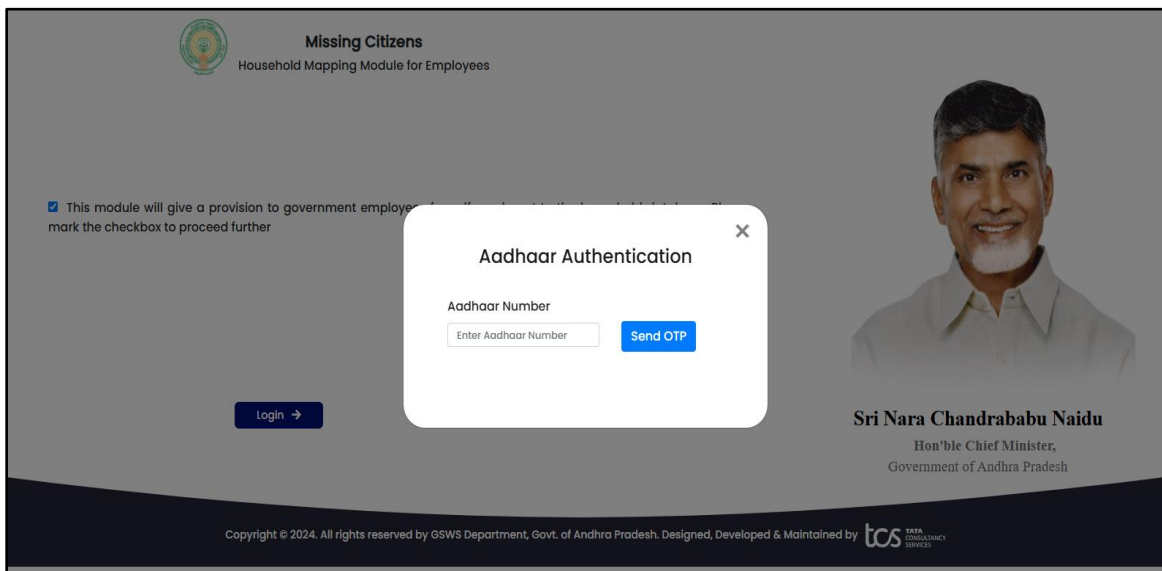 Missing Citizens
Household Mapping Module for Employees
This module will give a provision to government
mark the checkbox to proceed further
Aadhaar Authentication
Aadhaar Number
Enter Aadhaar Number
Send OTP
Login →
Sri Nara Chandrababu Naidu
Hon'ble Chief Minister,
Government of Andhra Pradesh
Copyright © 2024. All rights reserved by GSWS Department, Govt. of Andhra Pradesh. Designed, Developed & Maintained by tcs TATA CONSULTANCY SERVICES